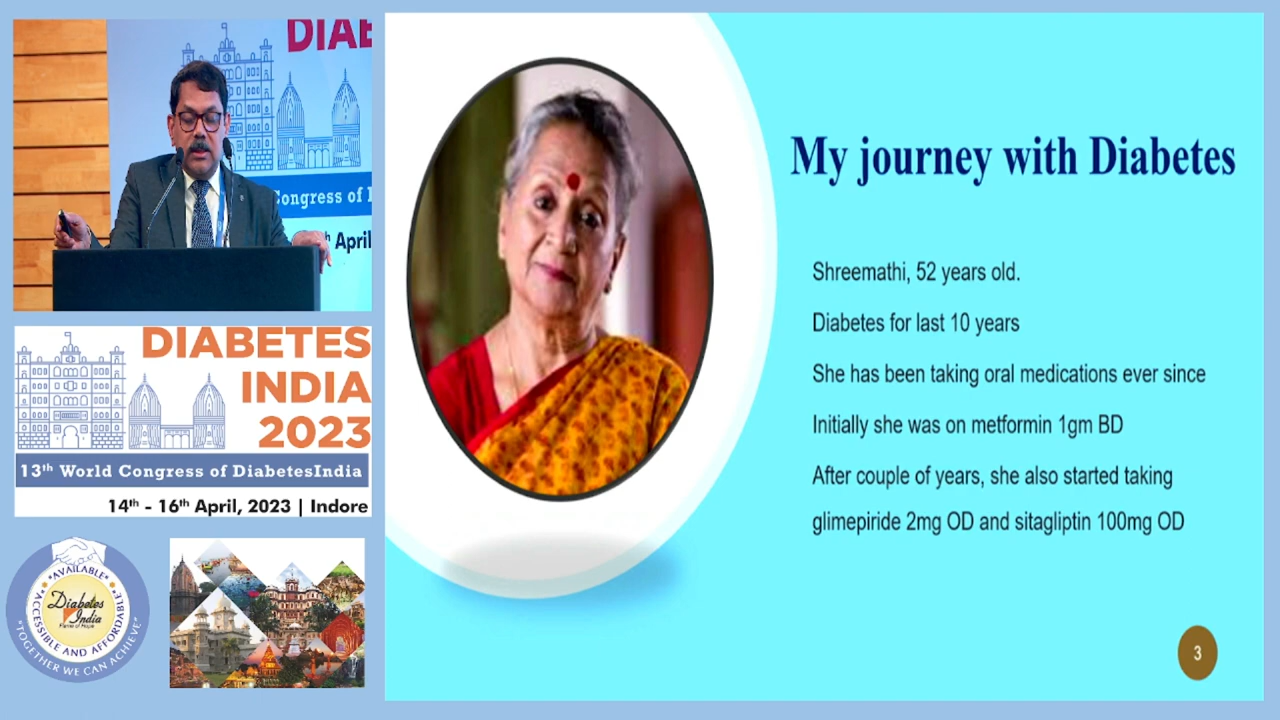 DIAB
Congress of D
h April
DIABETES
INDIA
2023
13th World Congress of DiabetesIndia
14th - 16th April, 2023 | Indore
*AVAILABLE*
*ACCESSIBLE AND AFFORDABLE*
Diabetes
India
"TOGETHER WE CAN ACHIEVE"
My journey with Diabetes
Shreemathi, 52 years old.
Diabetes for last 10 years
She has been taking oral medications ever since
Initially she was on metformin 1gm BD
After couple of years, she also started taking
glimepiride 2mg OD and sitagliptin 100mg OD
3